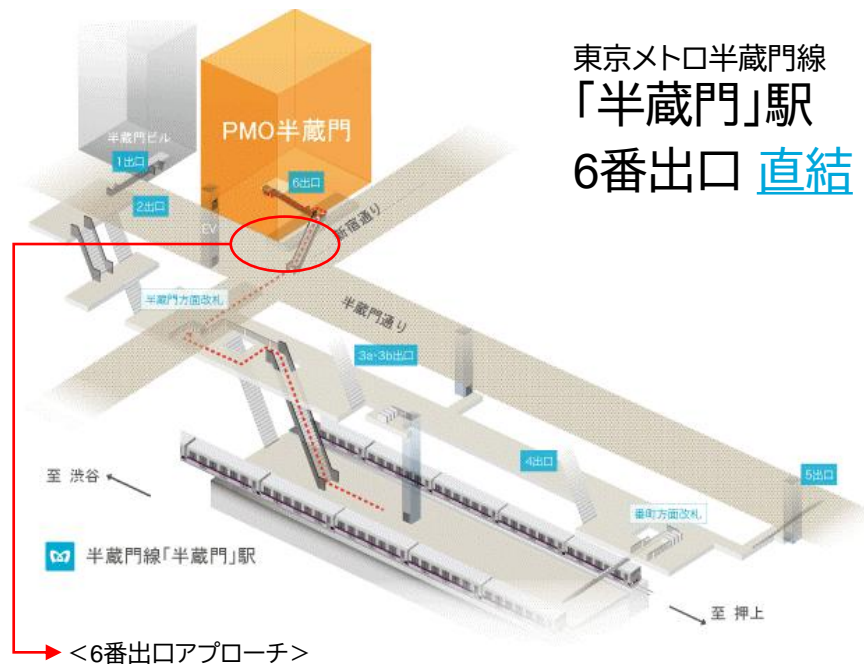 東京メトロ半蔵門線
「半蔵門」駅
6番出口 直結
半蔵門ビル
PMO半蔵門
1出口
6出口
2出口
EV
新宿通り
半蔵門方面改札
半蔵門通り
3a・3b出口
4出口
5出口
至 渋谷
番町方面改札
半蔵門線「半蔵門」駅
至 押上
＜6番出口アプローチ＞